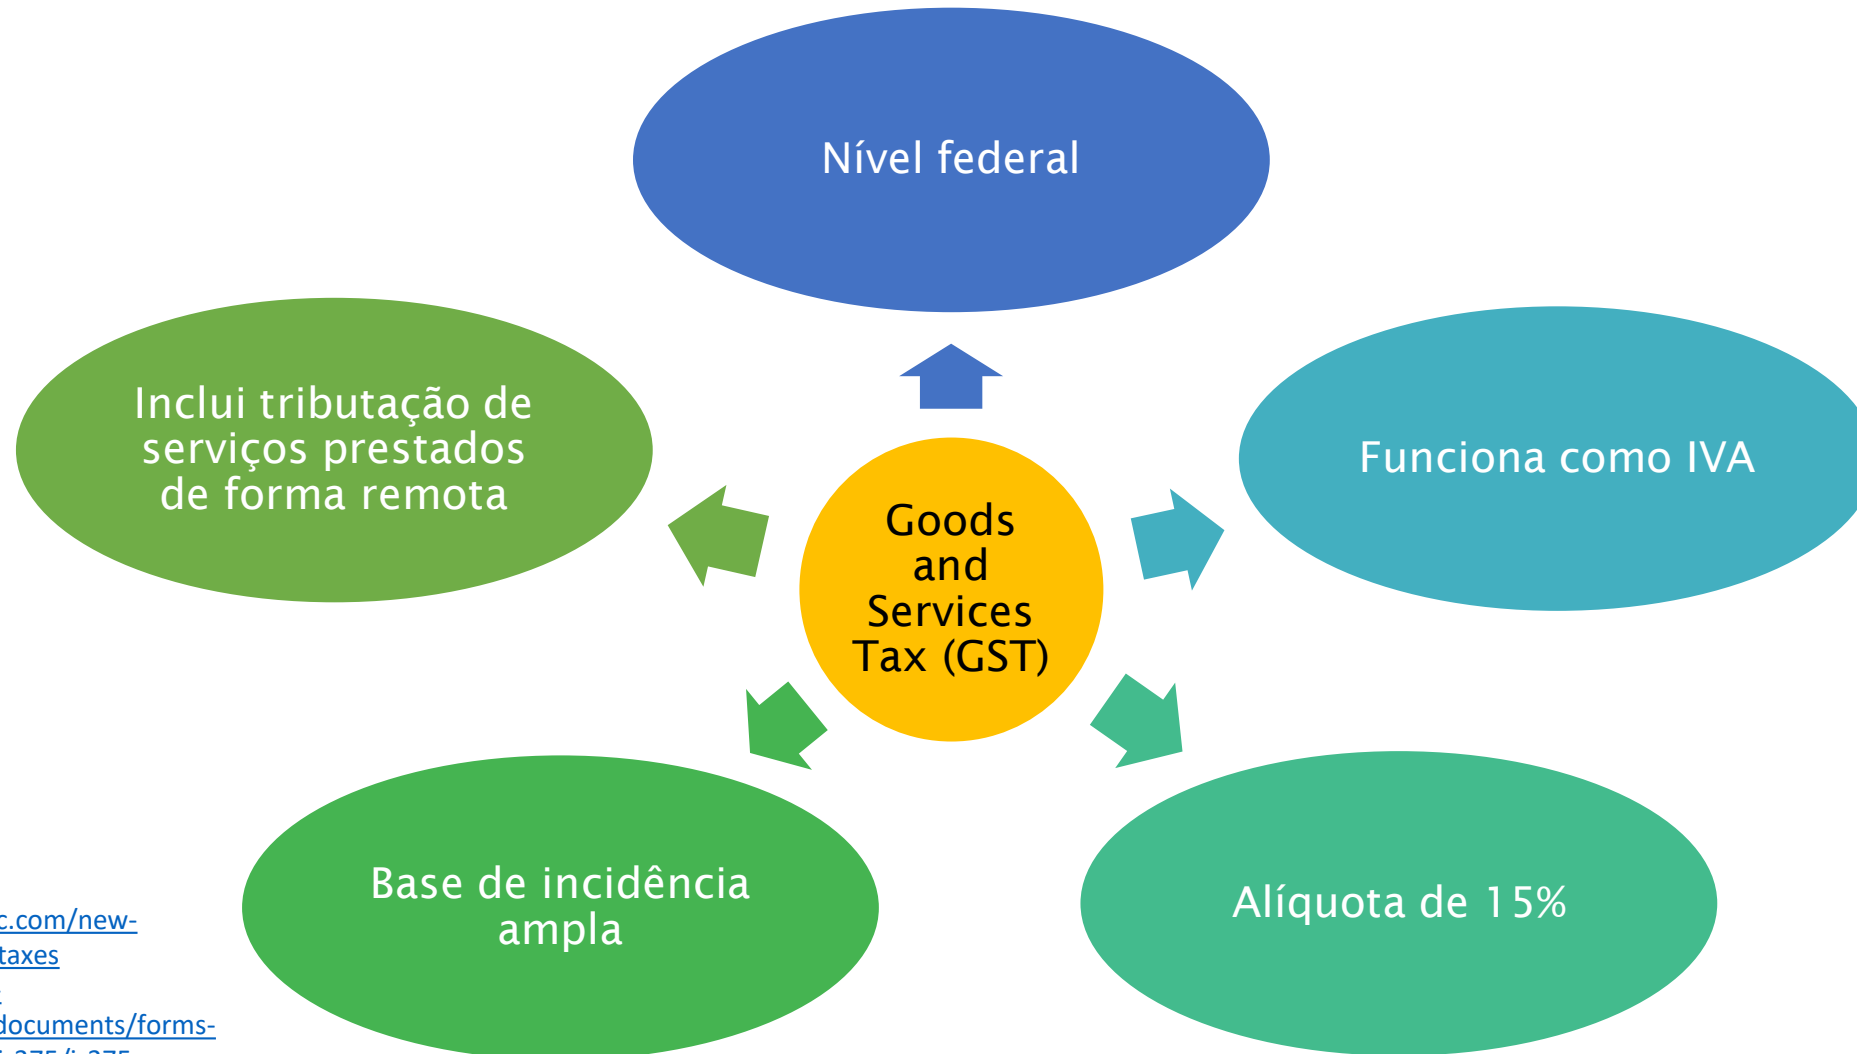 Nível federal
Inclui tributação de
serviços prestados
de forma remota
Funciona como IVA
Goods
and
Services
Tax (GST)
Base de incidência
ampla
Alíquota de 15%
c.com/new-
taxes
documents/forms-